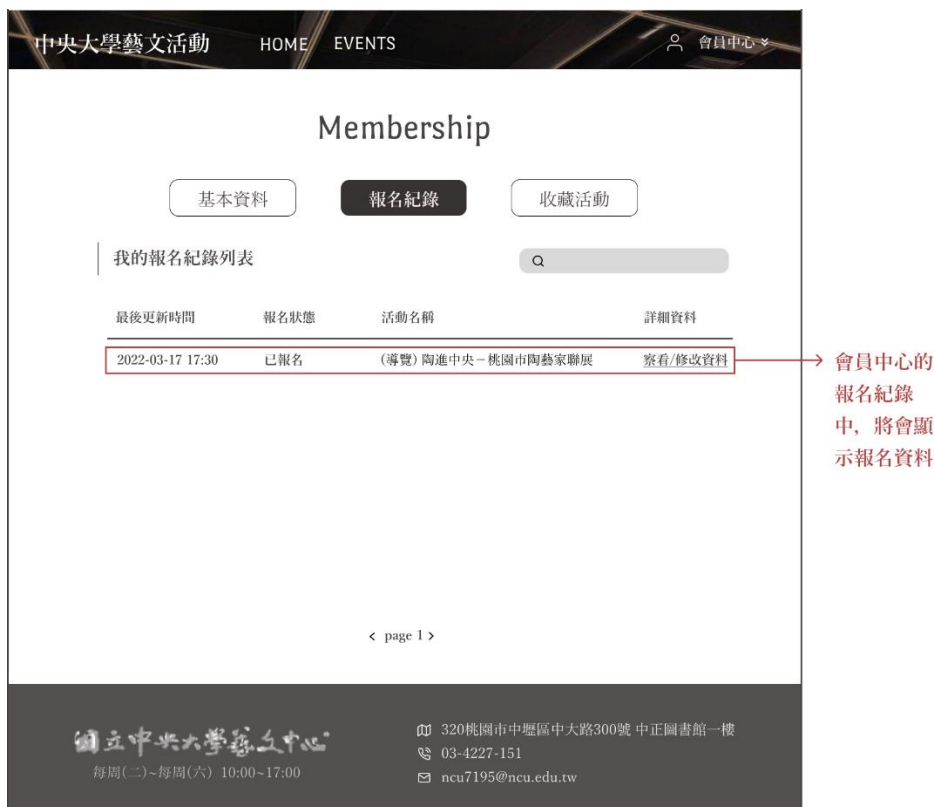 中央大學藝文活動 HOME EVENTS 會員中心
Membership
基本資料 報名紀錄 收藏活動
我的報名紀錄列表
最後更新時間 報名狀態 活動名稱 詳細資料
2022-03-17 17:30 已報名 (導覽) 陶進中央－桃園市陶藝家聯展 察看/修改資料
會員中心的
報名紀錄
中，將會顯
示報名資料
< page 1 >
國立中央大學藝文中心
每周(二)~每周(六) 10:00~17:00
320桃園市中壢區中大路300號 中正圖書館一樓
03-4227-151
ncu7195@ncu.edu.tw